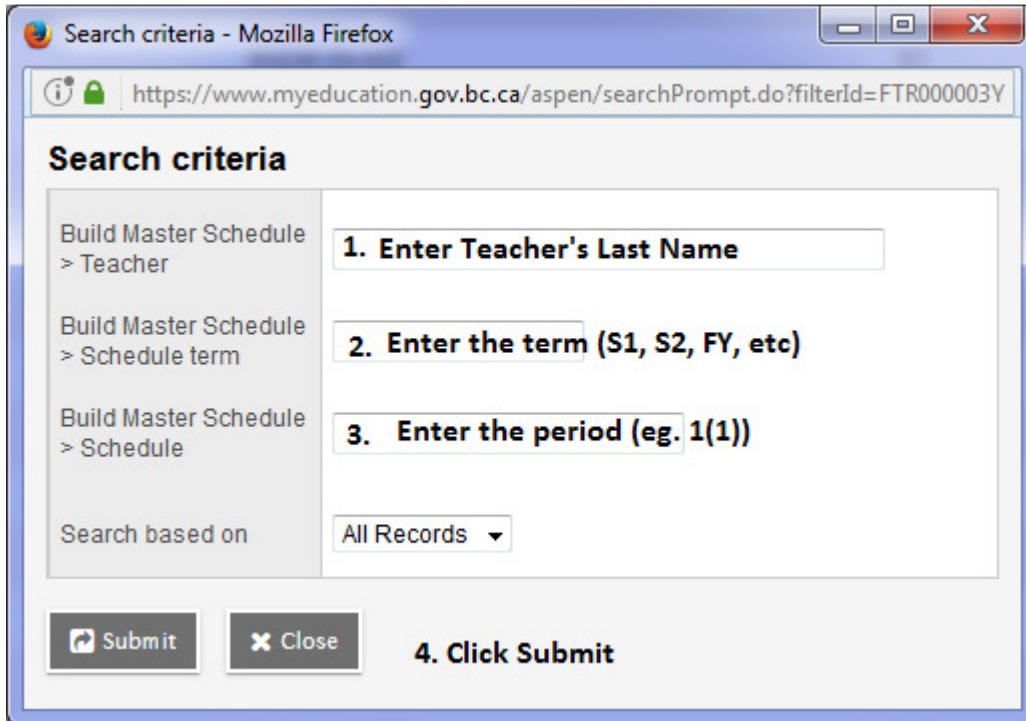 Search criteria - Mozilla Firefox
https://www.myeducation.gov.bc.ca/aspen/searchPrompt.do?filterId=FTR000003Y
Search criteria
Build Master Schedule
> Teacher
1. Enter Teacher's Last Name
Build Master Schedule
> Schedule term
2. Enter the term (S1, S2, FY, etc)
Build Master Schedule
> Schedule
3. Enter the period (eg. 1(1))
Search based on
All Records
Submit
Close
4. Click Submit